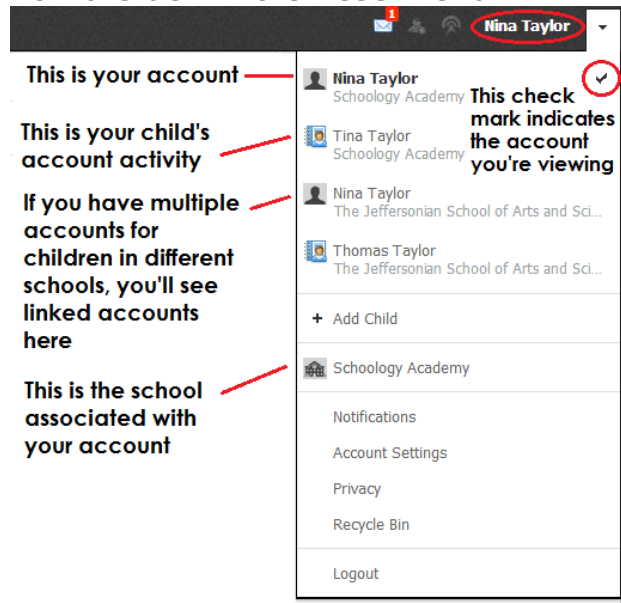 1
Nina Taylor
This is your account
Nina Taylor
Schoology Academy
This check
mark indicates
the account
you're viewing
This is your child's
account activity
Tina Taylor
Schoology Academy
If you have multiple
accounts for
children in different
schools, you'll see
linked accounts
here
Nina Taylor
The Jeffersonian School of Arts and Sci...
Thomas Taylor
The Jeffersonian School of Arts and Sci...
+ Add Child
This is the school
associated with
your account
Schoology Academy
Notifications
Account Settings
Privacy
Recycle Bin
Logout